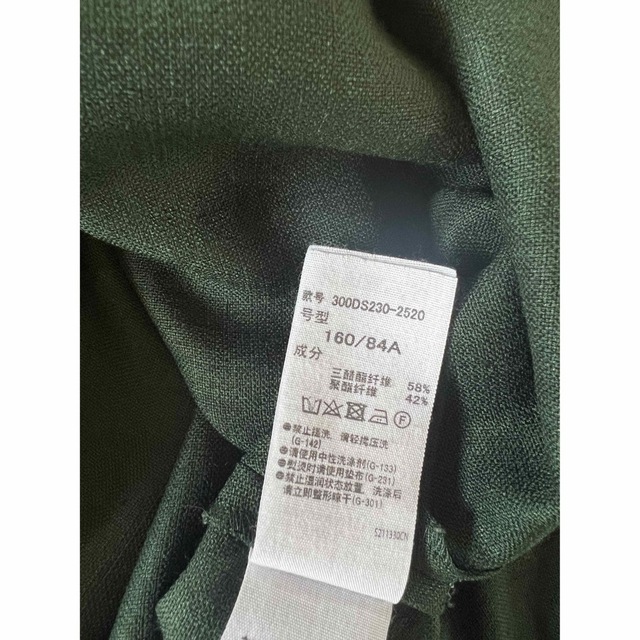 款号 300DS230-2520
号型
160/84A
成分
三醋酯纤维 58%
聚酯纤维 42%
F
●禁止搓洗,请轻揉压洗
(G-142)
●请使用中性洗涤剂(G-133)
●熨烫时请使用垫布(G-231)
●禁止湿润状态放置,洗涤后
请立即整形晾干(G-301)
S211330CN